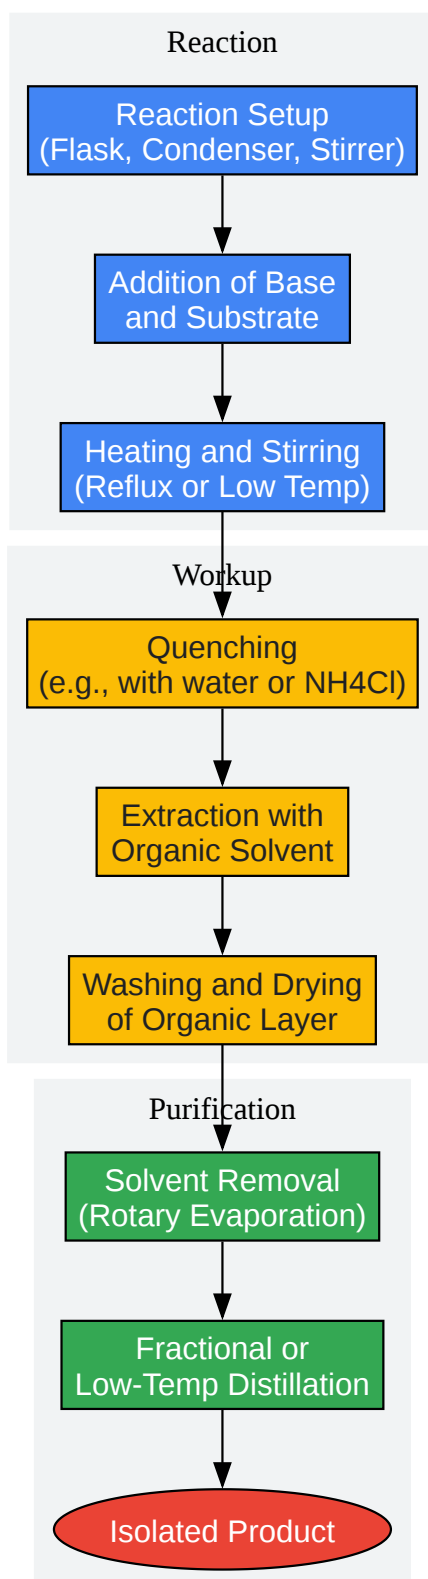 Reaction
Reaction Setup
(Flask, Condenser, Stirrer)
Addition of Base
and Substrate
Heating and Stirring
(Reflux or Low Temp)
Workup
Quenching
(e.g., with water or NH4Cl)
Extraction with
Organic Solvent
Washing and Drying
of Organic Layer
Purification
Solvent Removal
(Rotary Evaporation)
Fractional or
Low-Temp Distillation
Isolated Product